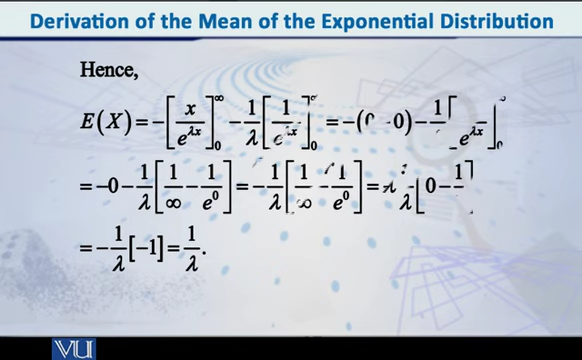 Derivation of the Mean of the Exponential Distribution
Hence,
E(X)=-[x/e^{λx}]_0^∞ -1/λ[1/e^{λx}]_0^∞ =-(0-0)-1/λ[ /e^{λx}]_0
=-0-1/λ[1/∞-1/e^0]=-1/λ[1/∞-1/e^0]= 1/λ[0-1]
=-1/λ[-1]=1/λ.
VU